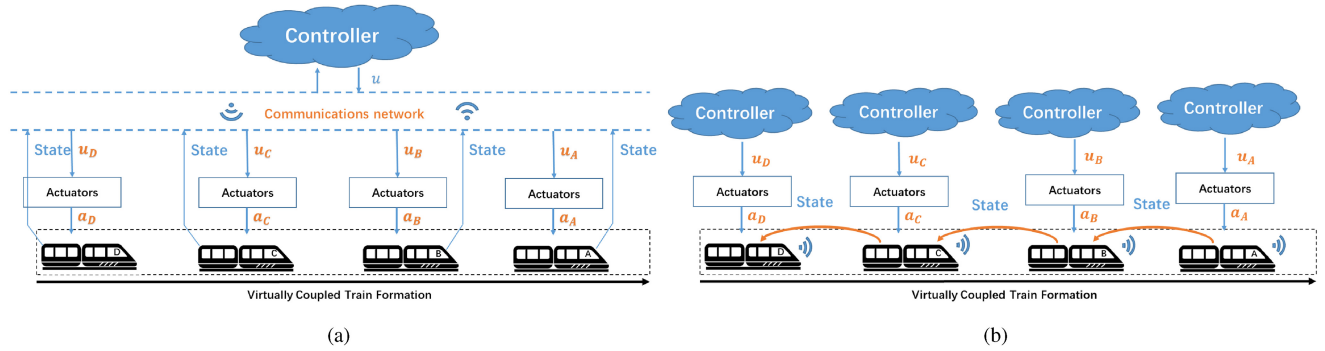 Controller
u
Communications network
State
u_D
State
u_C
u_B
State
u_A
State
Actuators
Actuators
Actuators
Actuators
a_D
a_C
a_B
a_A
D
C
B
A
Virtually Coupled Train Formation
(a)
Controller
Controller
Controller
Controller
u_D
u_C
u_B
u_A
Actuators
Actuators
Actuators
Actuators
State
State
State
a_D
a_C
a_B
a_A
D
C
B
A
Virtually Coupled Train Formation
(b)